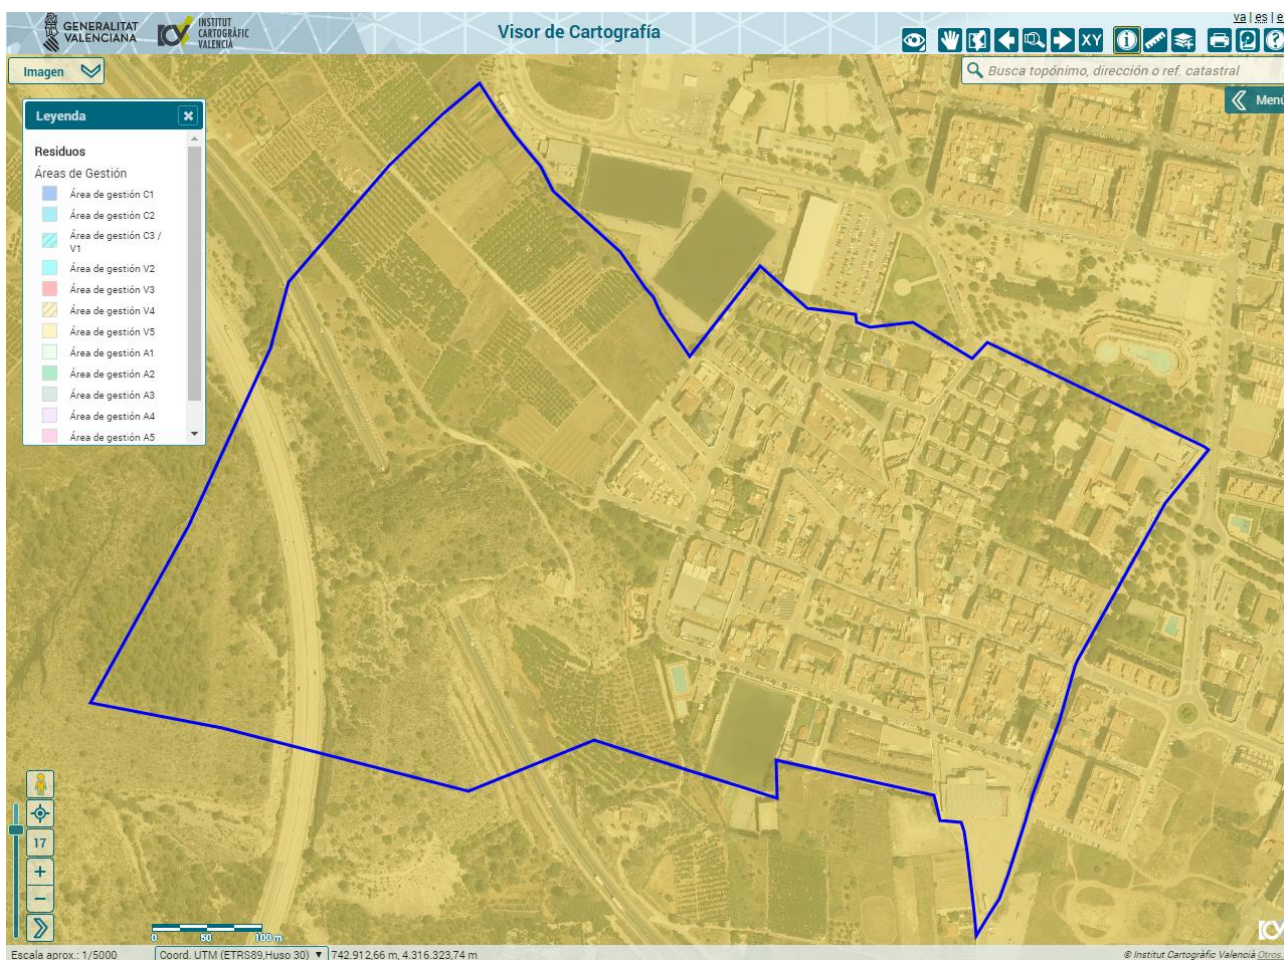 GENERALITAT
VALENCIANA
INSTITUT
CARTOGRÀFIC
VALENCIÀ
Visor de Cartografía
va | es | e
XY
Imagen
Busca topónimo, dirección o ref. catastral
Menú
Leyenda
Residuos
Áreas de Gestión
Área de gestión C1
Área de gestión C2
Área de gestión C3 /
V1
Área de gestión V2
Área de gestión V3
Área de gestión V4
Área de gestión V5
Área de gestión A1
Área de gestión A2
Área de gestión A3
Área de gestión A4
Área de gestión A5
17
+
−
0 50 100 m
Escala aprox.: 1/5000
Coord. UTM (ETRS89,Huso 30) ▼
742.912,66 m, 4.316.323,74 m
© Institut Cartogràfic Valencià Otros